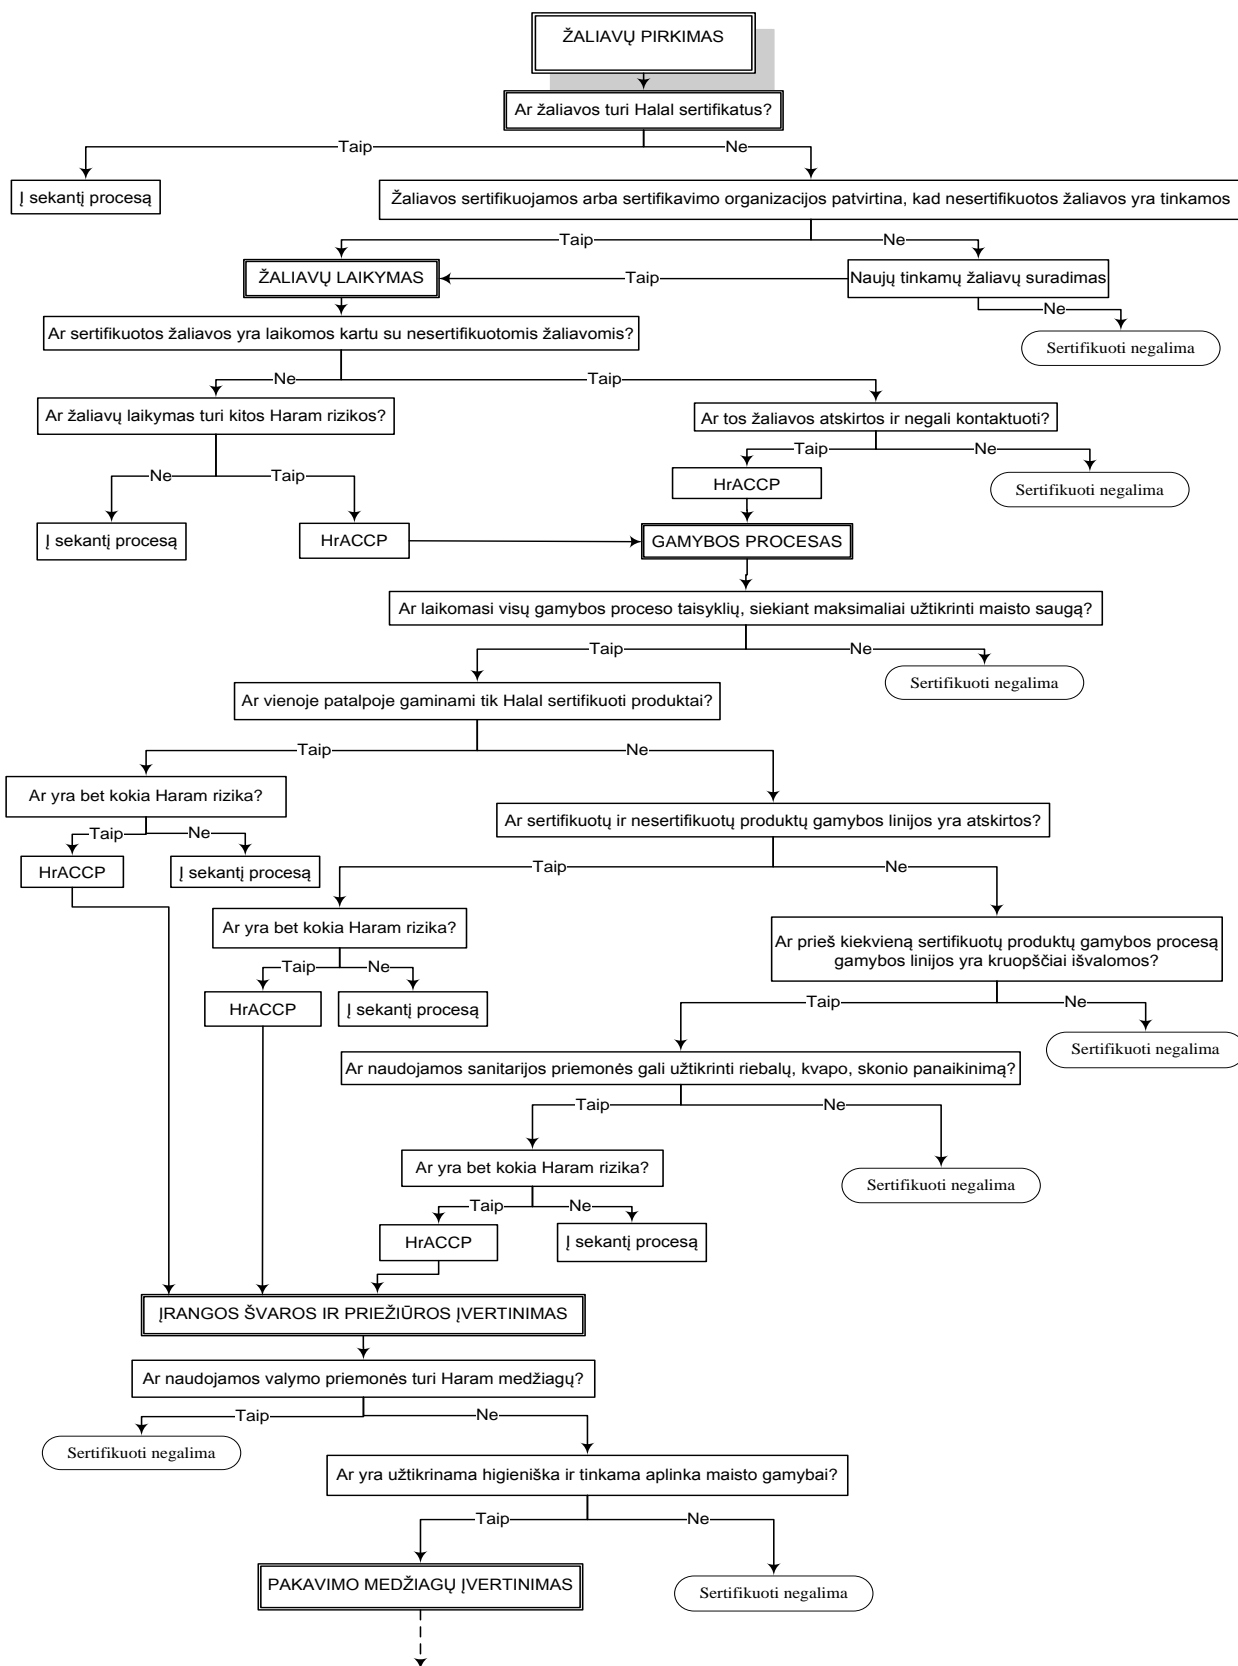 ŽALIAVŲ PIRKIMAS
Ar žaliavos turi Halal sertifikatus?
Taip
Ne
Į sekantį procesą
Žaliavos sertifikuojamos arba sertifikavimo organizacijos patvirtina, kad nesertifikuotos žaliavos yra tinkamos
Taip
Ne
ŽALIAVŲ LAIKYMAS
Taip
Naujų tinkamų žaliavų suradimas
Ne
Ar sertifikuotos žaliavos yra laikomos kartu su nesertifikuotomis žaliavomis?
Sertifikuoti negalima
Ne
Taip
Ar žaliavų laikymas turi kitos Haram rizikos?
Ar tos žaliavos atskirtos ir negali kontaktuoti?
Taip
Ne
Ne
Taip
HrACCP
Sertifikuoti negalima
Į sekantį procesą
HrACCP
GAMYBOS PROCESAS
Ar laikomasi visų gamybos proceso taisyklių, siekiant maksimaliai užtikrinti maisto saugą?
Taip
Ne
Sertifikuoti negalima
Ar vienoje patalpoje gaminami tik Halal sertifikuoti produktai?
Taip
Ne
Ar yra bet kokia Haram rizika?
Ar sertifikuotų ir nesertifikuotų produktų gamybos linijos yra atskirtos?
Taip
Ne
HrACCP
Į sekantį procesą
Taip
Ne
Ar yra bet kokia Haram rizika?
Ar prieš kiekvieną sertifikuotų produktų gamybos procesą
gamybos linijos yra kruopščiai išvalomos?
Taip
Ne
HrACCP
Į sekantį procesą
Taip
Ne
Sertifikuoti negalima
Ar naudojamos sanitarijos priemonės gali užtikrinti riebalų, kvapo, skonio panaikinimą?
Taip
Ne
Ar yra bet kokia Haram rizika?
Sertifikuoti negalima
Taip
Ne
HrACCP
Į sekantį procesą
ĮRANGOS ŠVAROS IR PRIEŽIŪROS ĮVERTINIMAS
Ar naudojamos valymo priemonės turi Haram medžiagų?
Taip
Ne
Sertifikuoti negalima
Ar yra užtikrinama higieniška ir tinkama aplinka maisto gamybai?
Taip
Ne
PAKAVIMO MEDŽIAGŲ ĮVERTINIMAS
Sertifikuoti negalima